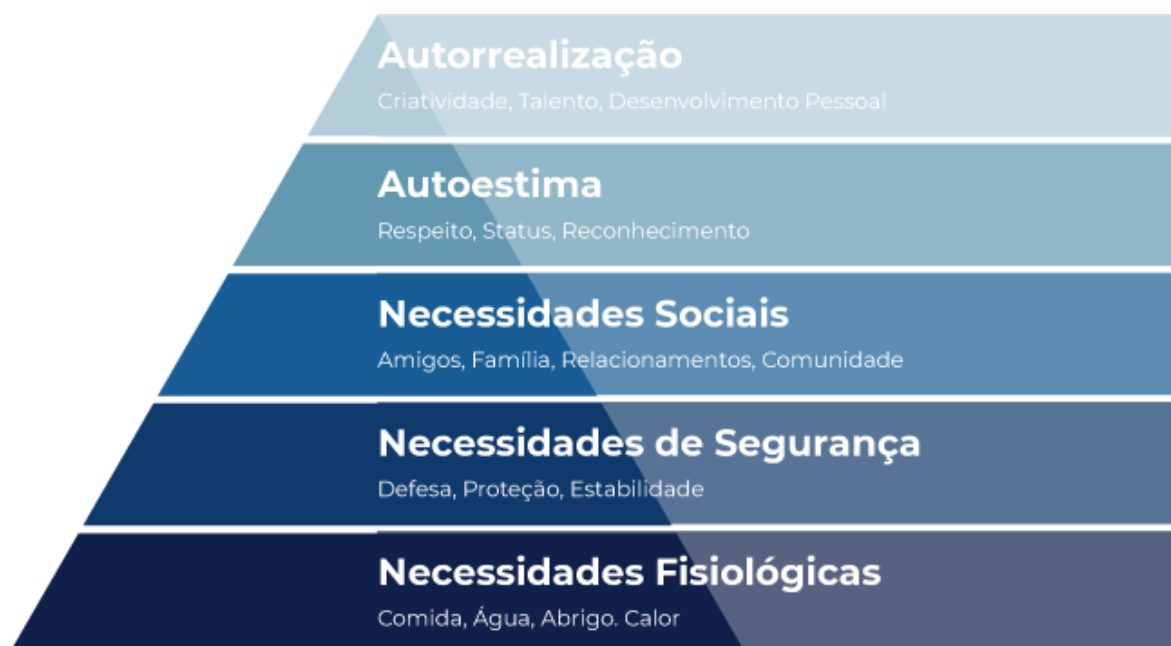 Autorrealização
Criatividade, Talento, Desenvolvimento Pessoal
Autoestima
Respeito, Status, Reconhecimento
Necessidades Sociais
Amigos, Família, Relacionamentos, Comunidade
Necessidades de Segurança
Defesa, Proteção, Estabilidade
Necessidades Fisiológicas
Comida, Água, Abrigo. Calor